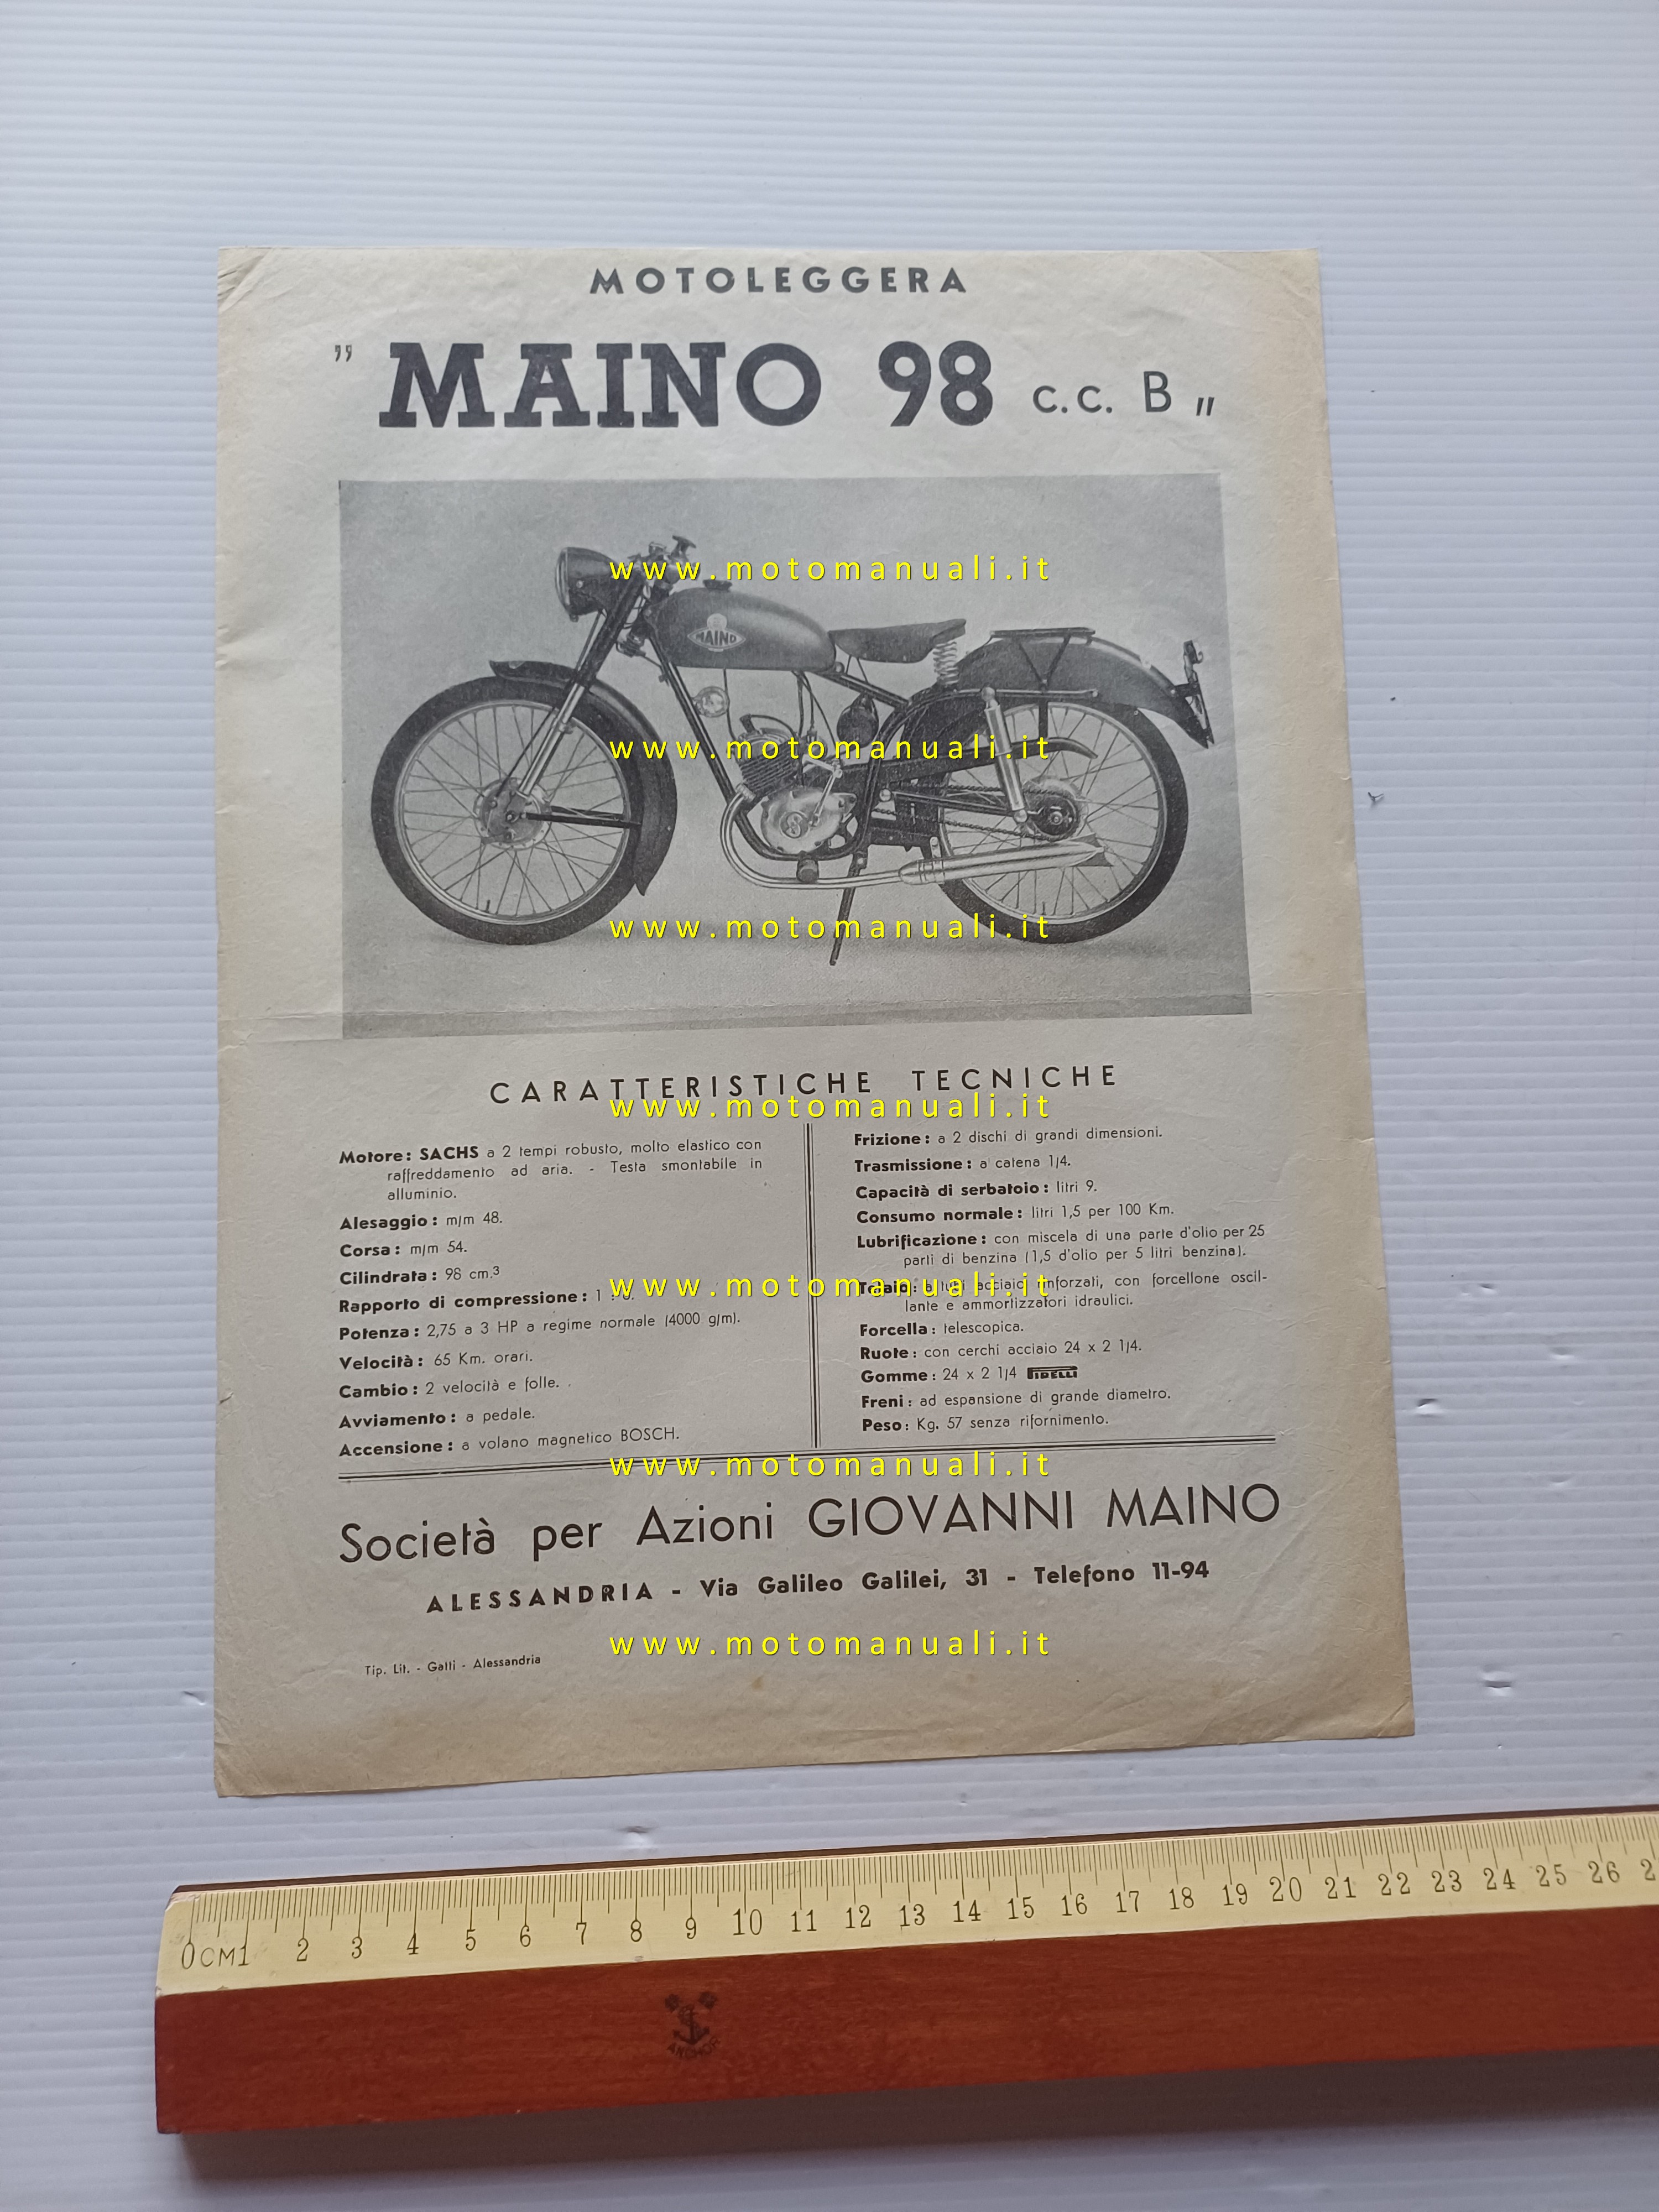 MOTOLEGGERA
" MAINO 98 c.c. B "
MAINO
www.motomanuali.it
www.motomanuali.it
www.motomanuali.it
CARATTERISTICHE TECNICHE
www.motomanuali.it
Motore: SACHS a 2 tempi robusto, molto elastico con
raffreddamento ad aria. - Testa smontabile in
alluminio.
Alesaggio: m/m 48.
Corsa: m/m 54.
Cilindrata: 98 cm.³
Rapporto di compressione: 1 :
Potenza: 2,75 a 3 HP a regime normale (4000 g/m).
Velocità: 65 Km. orari.
Cambio: 2 velocità e folle.
Avviamento: a pedale.
Accensione: a volano magnetico BOSCH.
Frizione: a 2 dischi di grandi dimensioni.
Trasmissione: a catena 1/4.
Capacità di serbatoio: litri 9.
Consumo normale: litri 1,5 per 100 Km.
Lubrificazione: con miscela di una parte d'olio per 25
parti di benzina (1,5 d'olio per 5 litri benzina).
Telaio: a tubi acciaio rinforzati, con forcellone oscil-
lante e ammortizzatori idraulici.
Forcella: telescopica.
Ruote: con cerchi acciaio 24 x 2 1/4.
Gomme: 24 x 2 1/4 PIRELLI
Freni: ad espansione di grande diametro.
Peso: Kg. 57 senza rifornimento.
www.motomanuali.it
www.motomanuali.it
Società per Azioni GIOVANNI MAINO
ALESSANDRIA - Via Galileo Galilei, 31 - Telefono 11-94
www.motomanuali.it
Tip. Lit. - Gatti - Alessandria
0CM1 2 3 4 5 6 7 8 9 10 11 12 13 14 15 16 17 18 19 20 21 22 23 24 25 26 2
ANCHOR